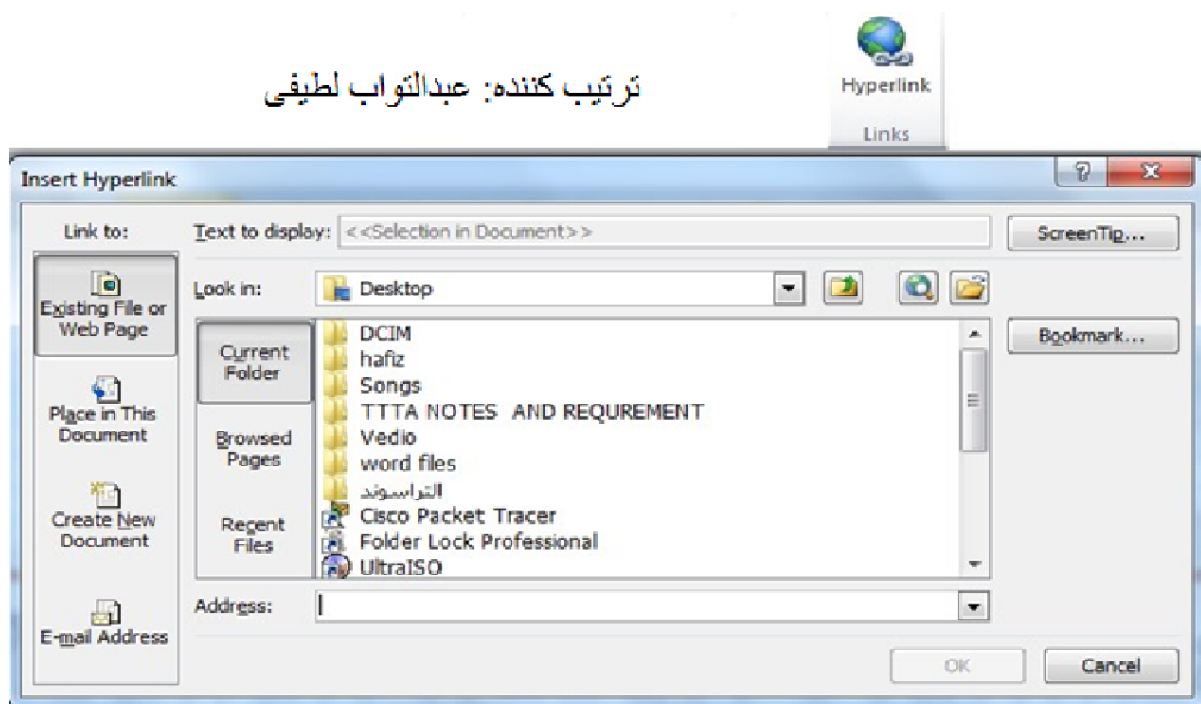 Hyperlink
ترتیب کننده: عبدالتواب لطیفی
Links
Insert Hyperlink
Link to:
Text to display: <<Selection in Document>>
ScreenTip...
Existing File or
Web Page
Look in:
Desktop
Bookmark...
Current
Folder
DCIM
hafiz
Songs
TTTA NOTES  AND REQUREMENT
Vedio
word files
التراسوند
Cisco Packet Tracer
Folder Lock Professional
UltraISO
Browsed
Pages
Recent
Files
Place in This
Document
Create New
Document
E-mail Address
Address:
OK
Cancel